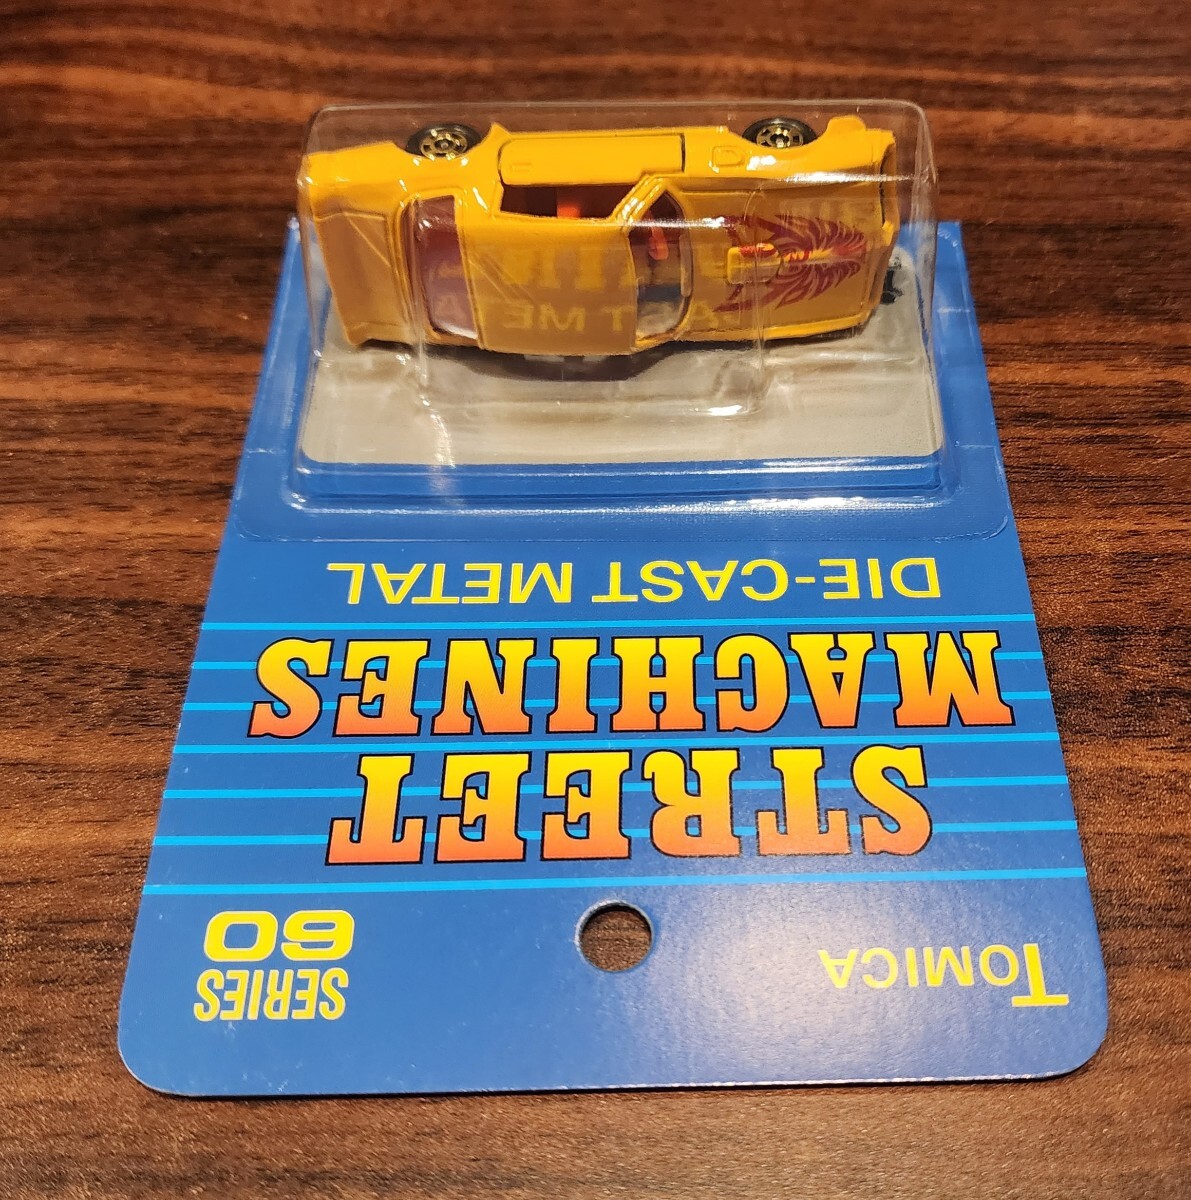 TOMICA
SERIES
60
STREET
MACHINES
DIE-CAST METAL